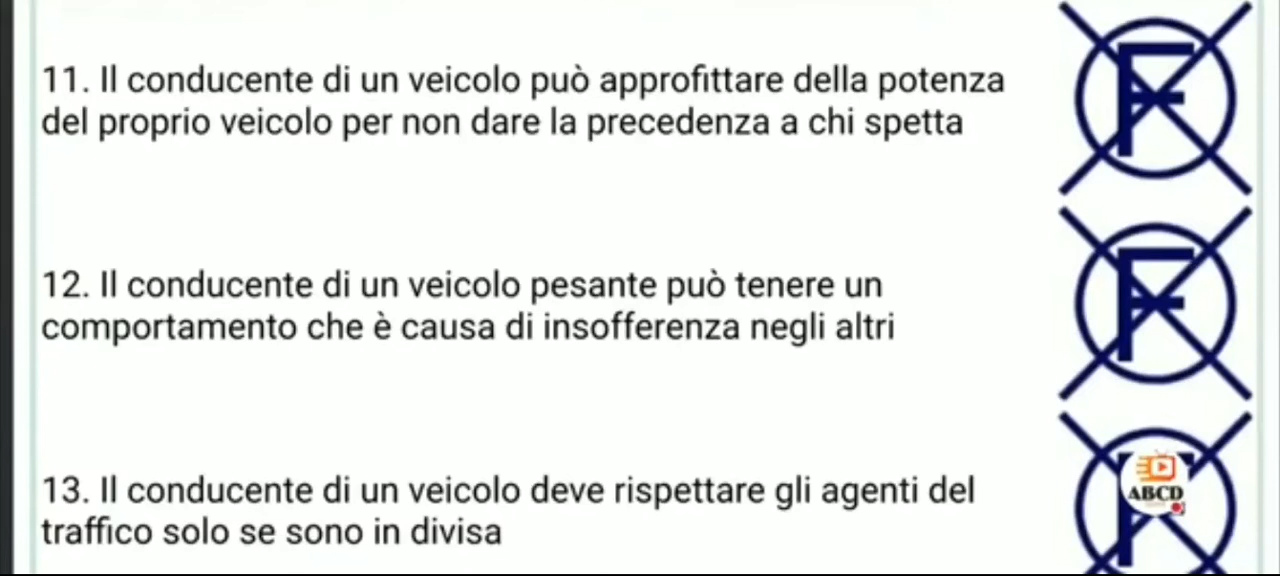 11. Il conducente di un veicolo può approfittare della potenza
del proprio veicolo per non dare la precedenza a chi spetta
F
12. Il conducente di un veicolo pesante può tenere un
comportamento che è causa di insofferenza negli altri
F
13. Il conducente di un veicolo deve rispettare gli agenti del
traffico solo se sono in divisa
F
ABCD